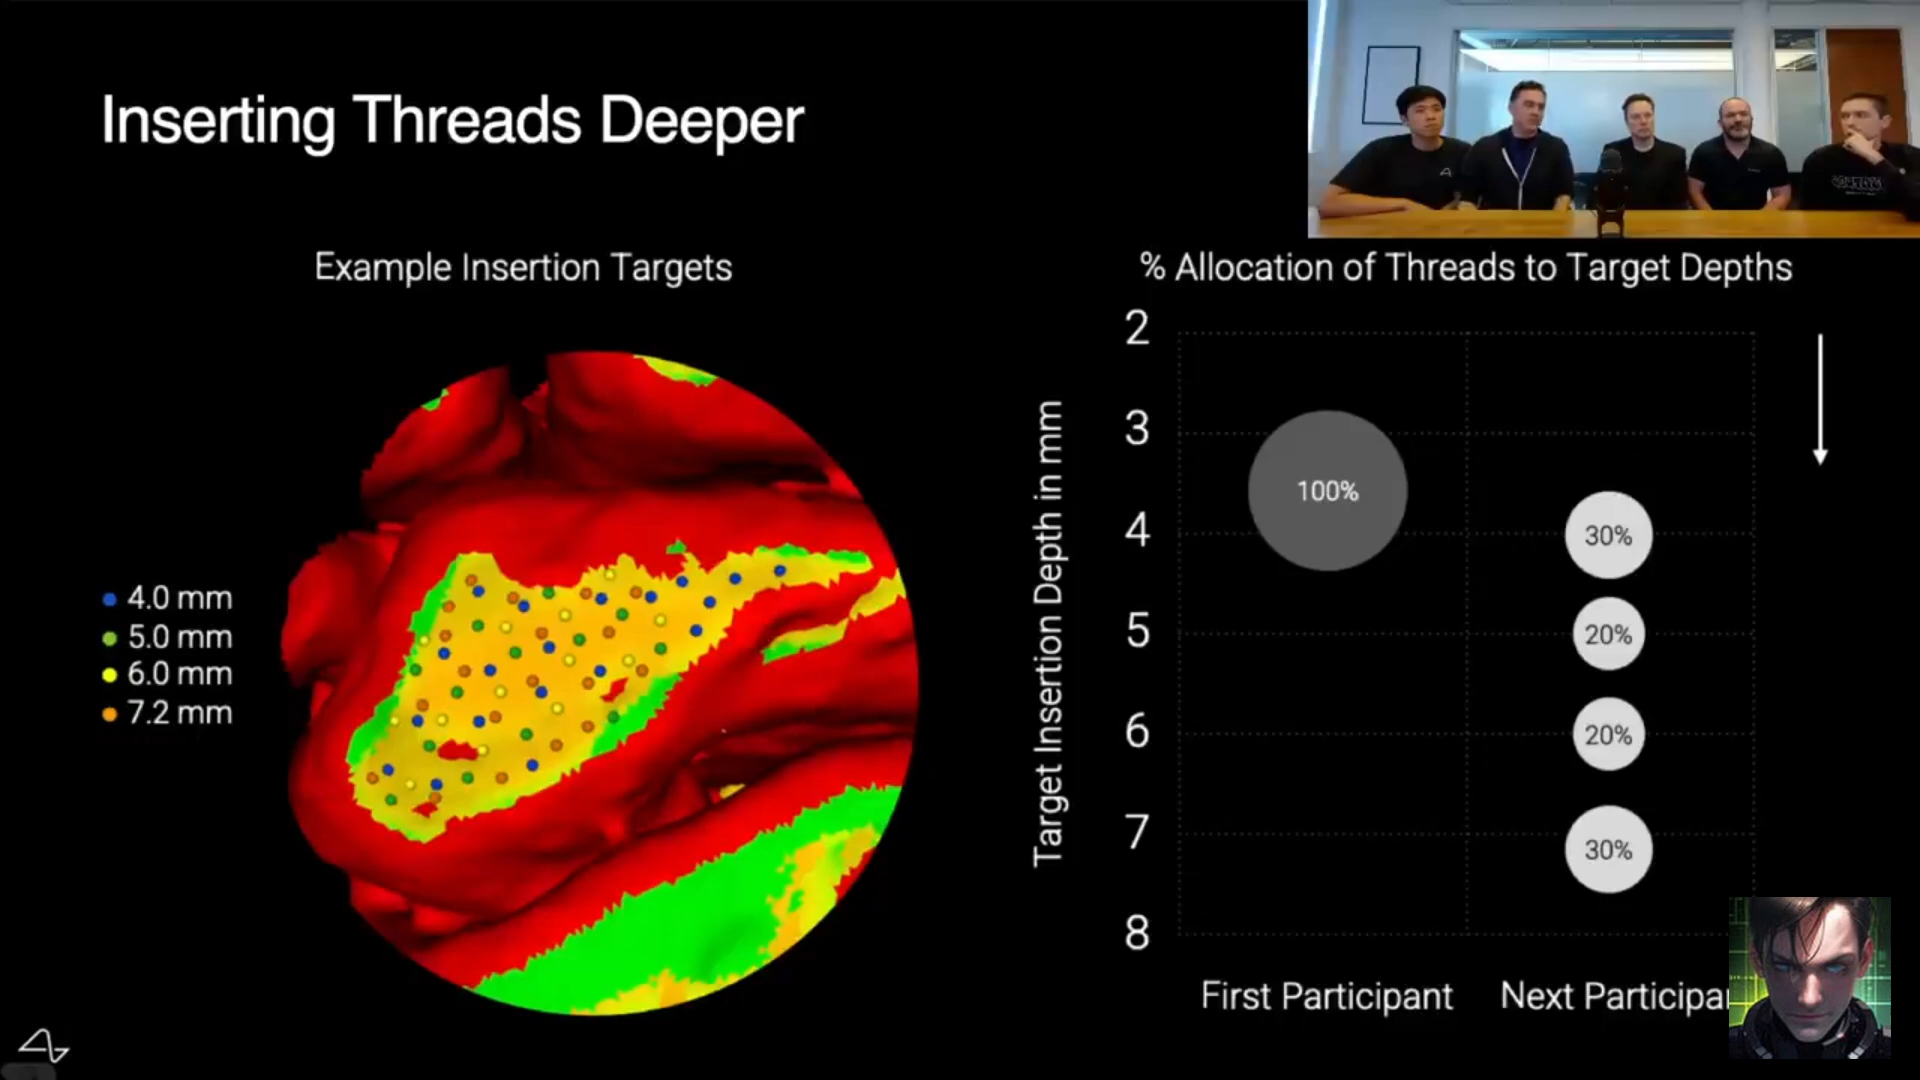 Inserting Threads Deeper
Example Insertion Targets
4.0 mm
5.0 mm
6.0 mm
7.2 mm
% Allocation of Threads to Target Depths
Target Insertion Depth in mm
2
3
4
5
6
7
8
100%
30%
20%
20%
30%
First Participant
Next Participa